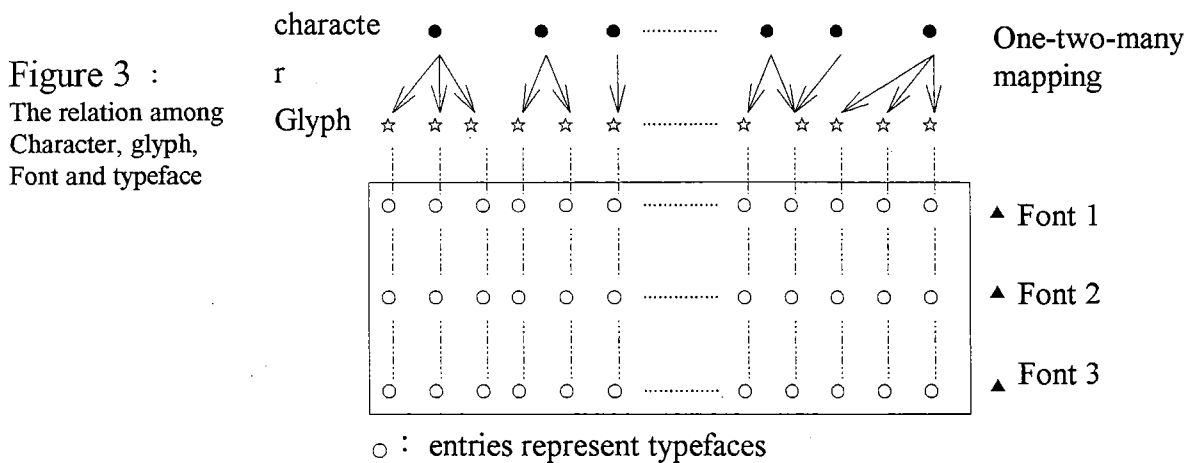 characte
r
One-two-many
mapping
Figure 3 :
The relation among
Character, glyph,
Font and typeface
Glyph
Font 1
Font 2
Font 3
: entries represent typefaces